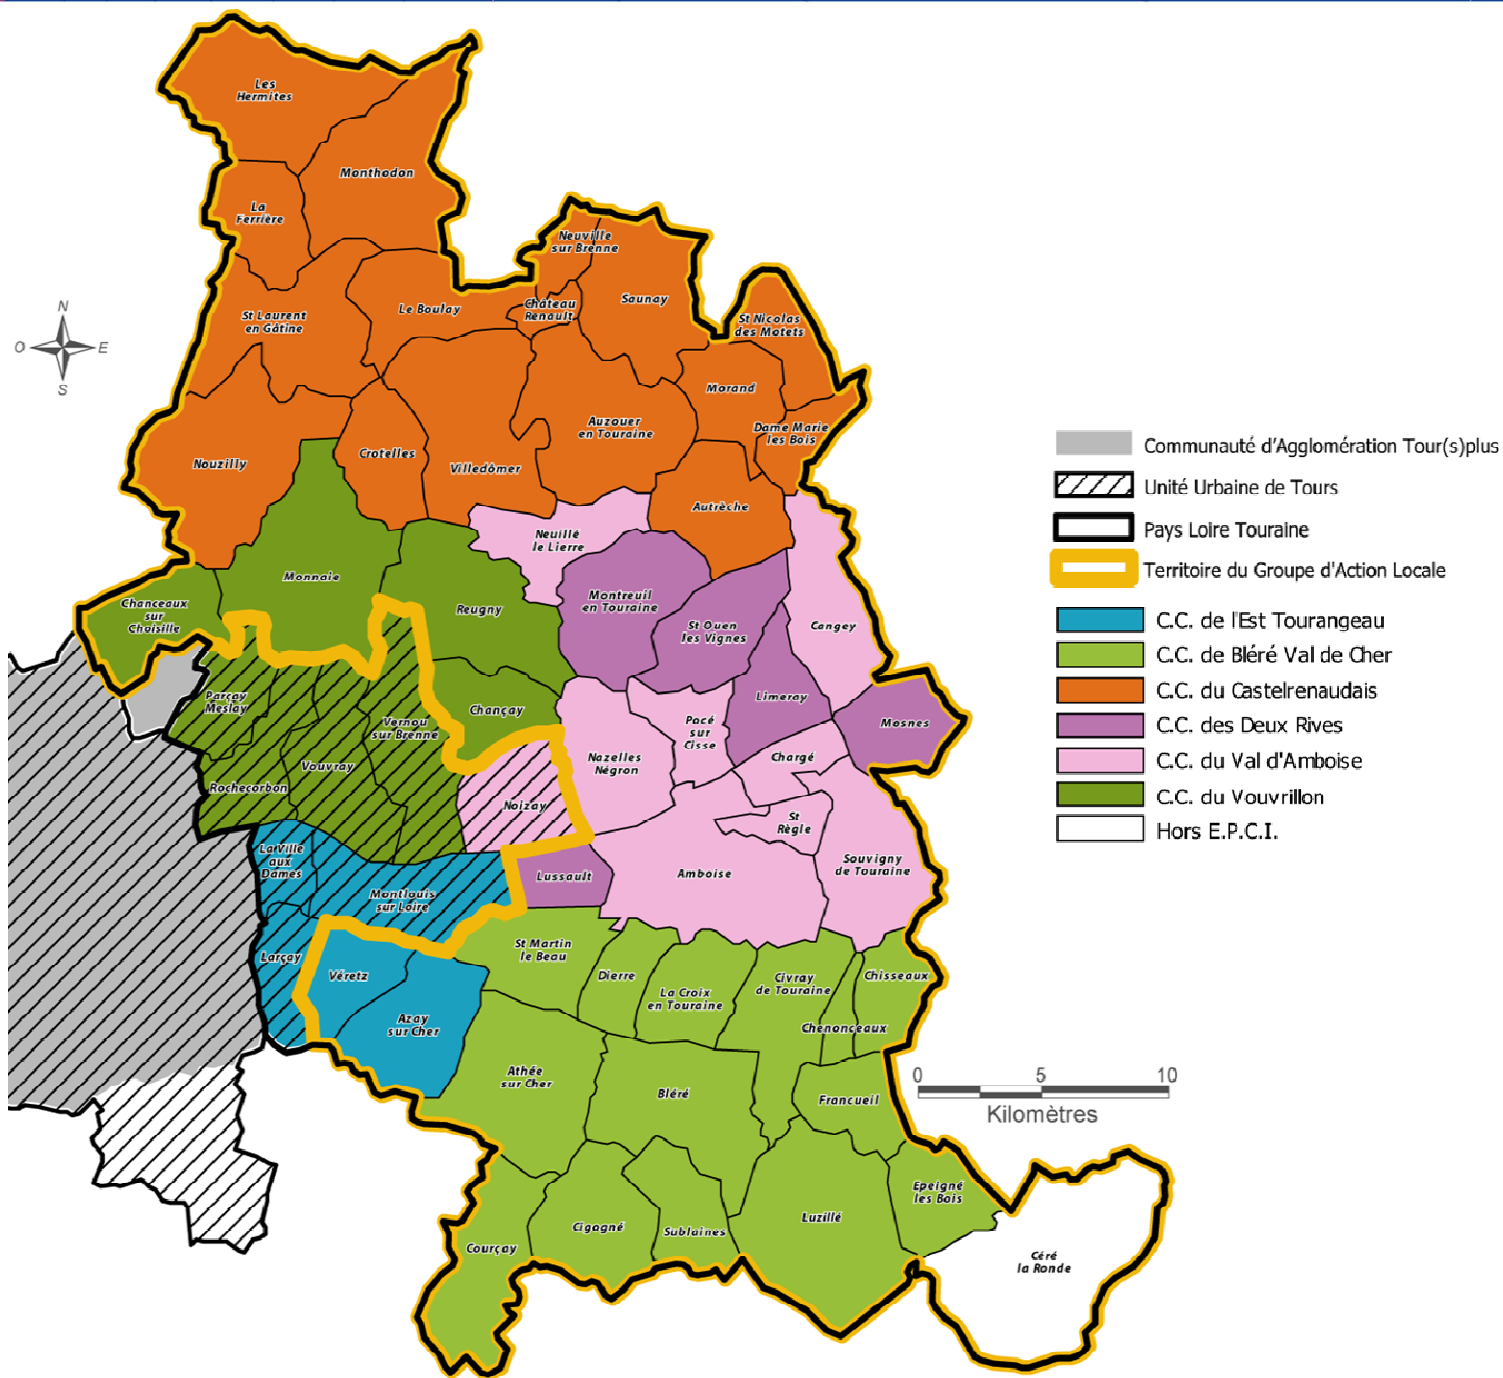 Les
Hermites
Monthodon
La
Ferrière
Neuville
sur Brenne
Saunay
Château
Renault
Le Boulay
St Laurent
en Gâtine
St Nicolas
des Motets
N
O
E
S
Morand
Auzouer
en Touraine
Dame Marie
les Bois
Nouzilly
Crotelles
Villedômer
Autrèche
Neuillé
le Lierre
Monnaie
Reugny
Montreuil
en Touraine
St Ouen
les Vignes
Cangey
Chanceaux
sur
Choisille
Parçay
Meslay
Vernou
sur Brenne
Chançay
Limeray
Mosnes
Pocé
sur
Cisse
Nazelles
Négron
Chargé
Vouvray
Rochecorbon
Noizay
St
Règle
La Ville
aux
Dames
Montlouis
sur Loire
Lussault
Amboise
Souvigny
de Touraine
Larçay
Véretz
Azay
sur Cher
St Martin
le Beau
Dierre
La Croix
en Touraine
Civray
de Touraine
Chisseaux
Chenonceaux
Athée
sur Cher
Bléré
Francueil
Epeigné
les Bois
Courçay
Cigogné
Sublaines
Luzillé
Céré
la Ronde
Communauté d'Agglomération Tour(s)plus
Unité Urbaine de Tours
Pays Loire Touraine
Territoire du Groupe d'Action Locale
C.C. de l'Est Tourangeau
C.C. de Bléré Val de Cher
C.C. du Castelrenaudais
C.C. des Deux Rives
C.C. du Val d'Amboise
C.C. du Vouvrillon
Hors E.P.C.I.
0 5 10
Kilomètres